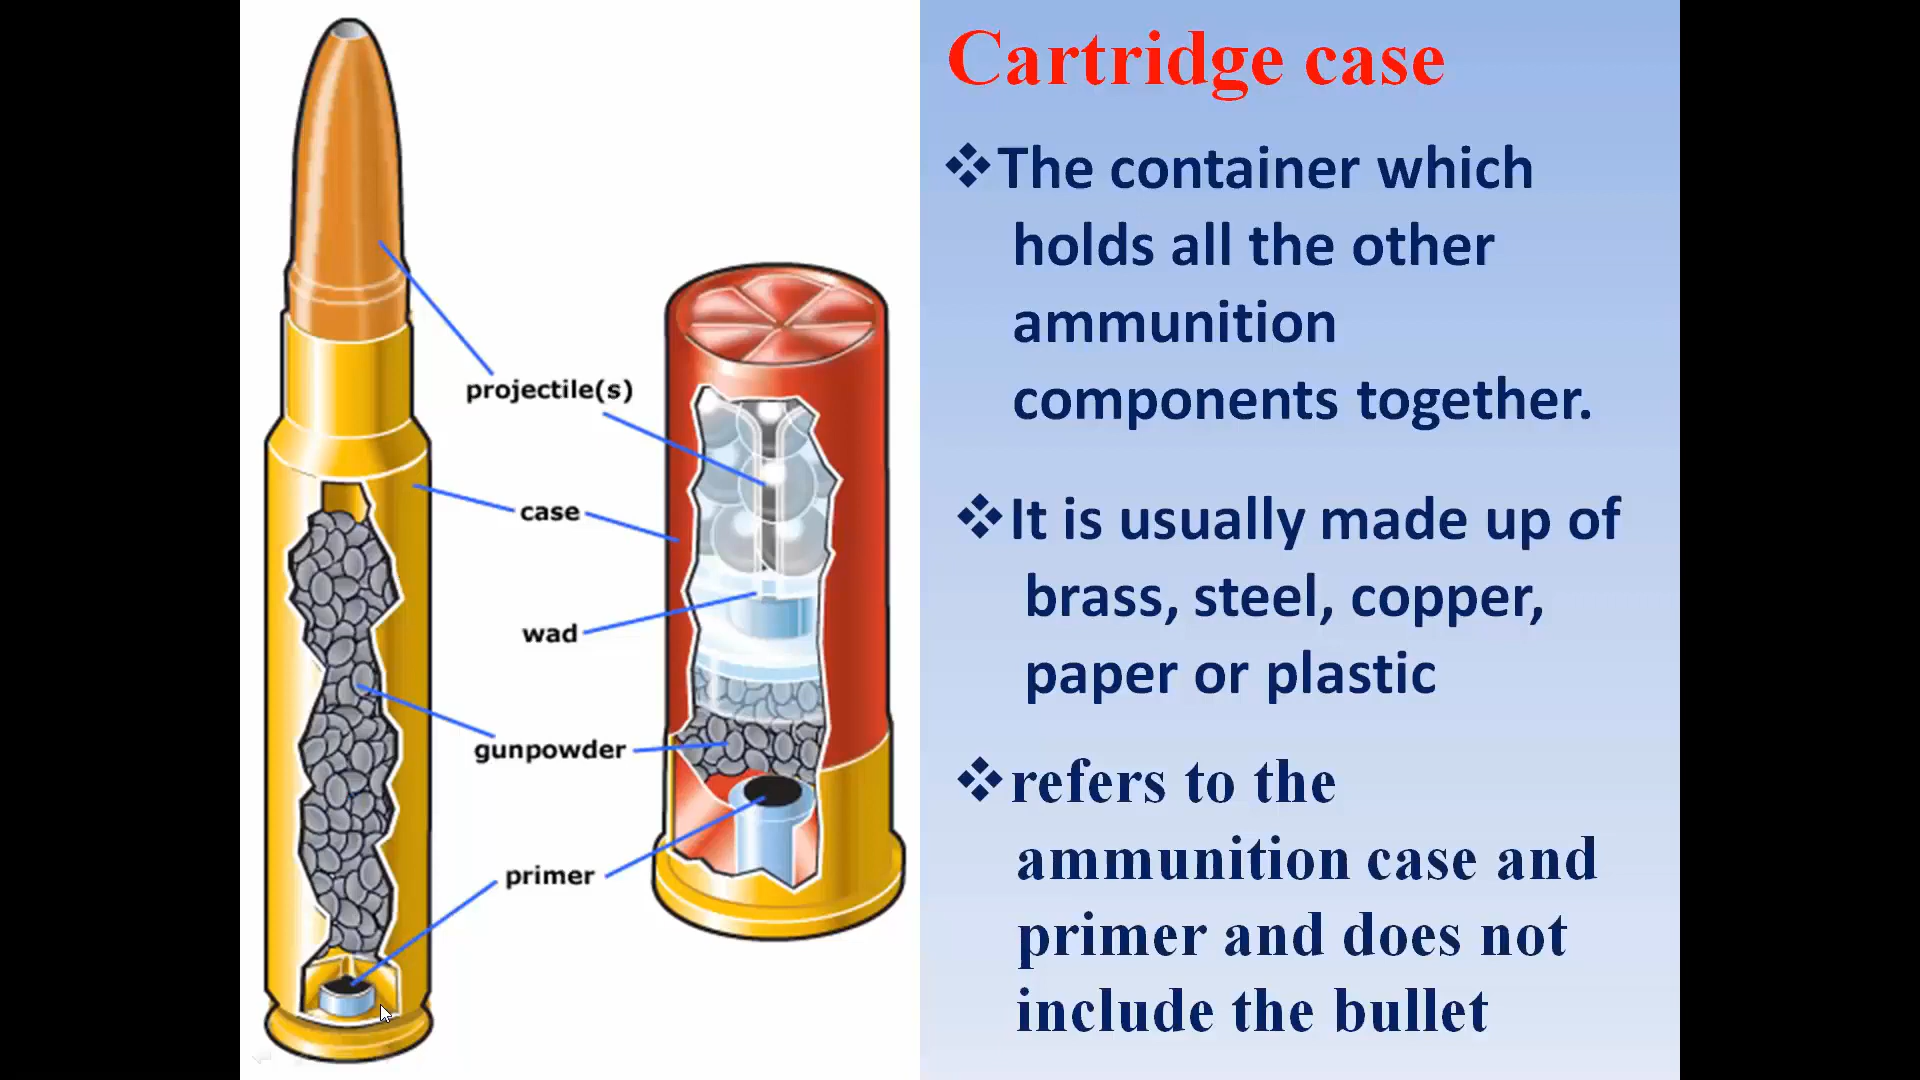 Cartridge case
❖The container which
holds all the other
ammunition
components together.
❖It is usually made up of
brass, steel, copper,
paper or plastic
❖refers to the
ammunition case and
primer and does not
include the bullet
projectile(s)
case
wad
gunpowder
primer